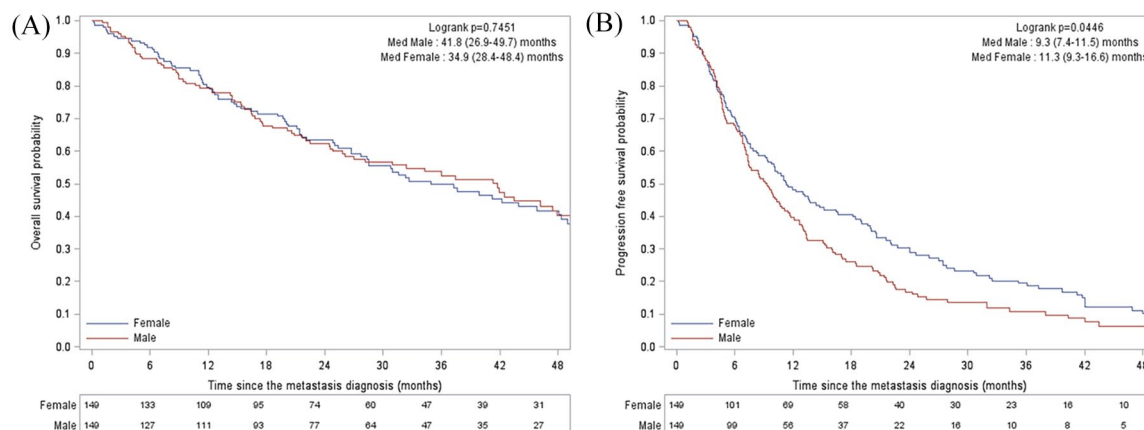 (A)
Logrank p=0.7451
Med Male : 41.8 (26.9-49.7) months
Med Female : 34.9 (28.4-48.4) months
Overall survival probability
1.0
0.9
0.8
0.7
0.6
0.5
0.4
0.3
0.2
0.1
0.0
Female
Male
0 6 12 18 24 30 36 42 48
Time since the metastasis diagnosis (months)
Female 149 133 109 95 74 60 47 39 31
Male 149 127 111 93 77 64 47 35 27
(B)
Logrank p=0.0446
Med Male : 9.3 (7.4-11.5) months
Med Female : 11.3 (9.3-16.6) months
Progression free survival probability
1.0
0.9
0.8
0.7
0.6
0.5
0.4
0.3
0.2
0.1
0.0
Female
Male
0 6 12 18 24 30 36 42 48
Time since the metastasis diagnosis (months)
Female 149 101 69 58 40 30 23 16 10
Male 149 99 56 37 22 16 10 8 5